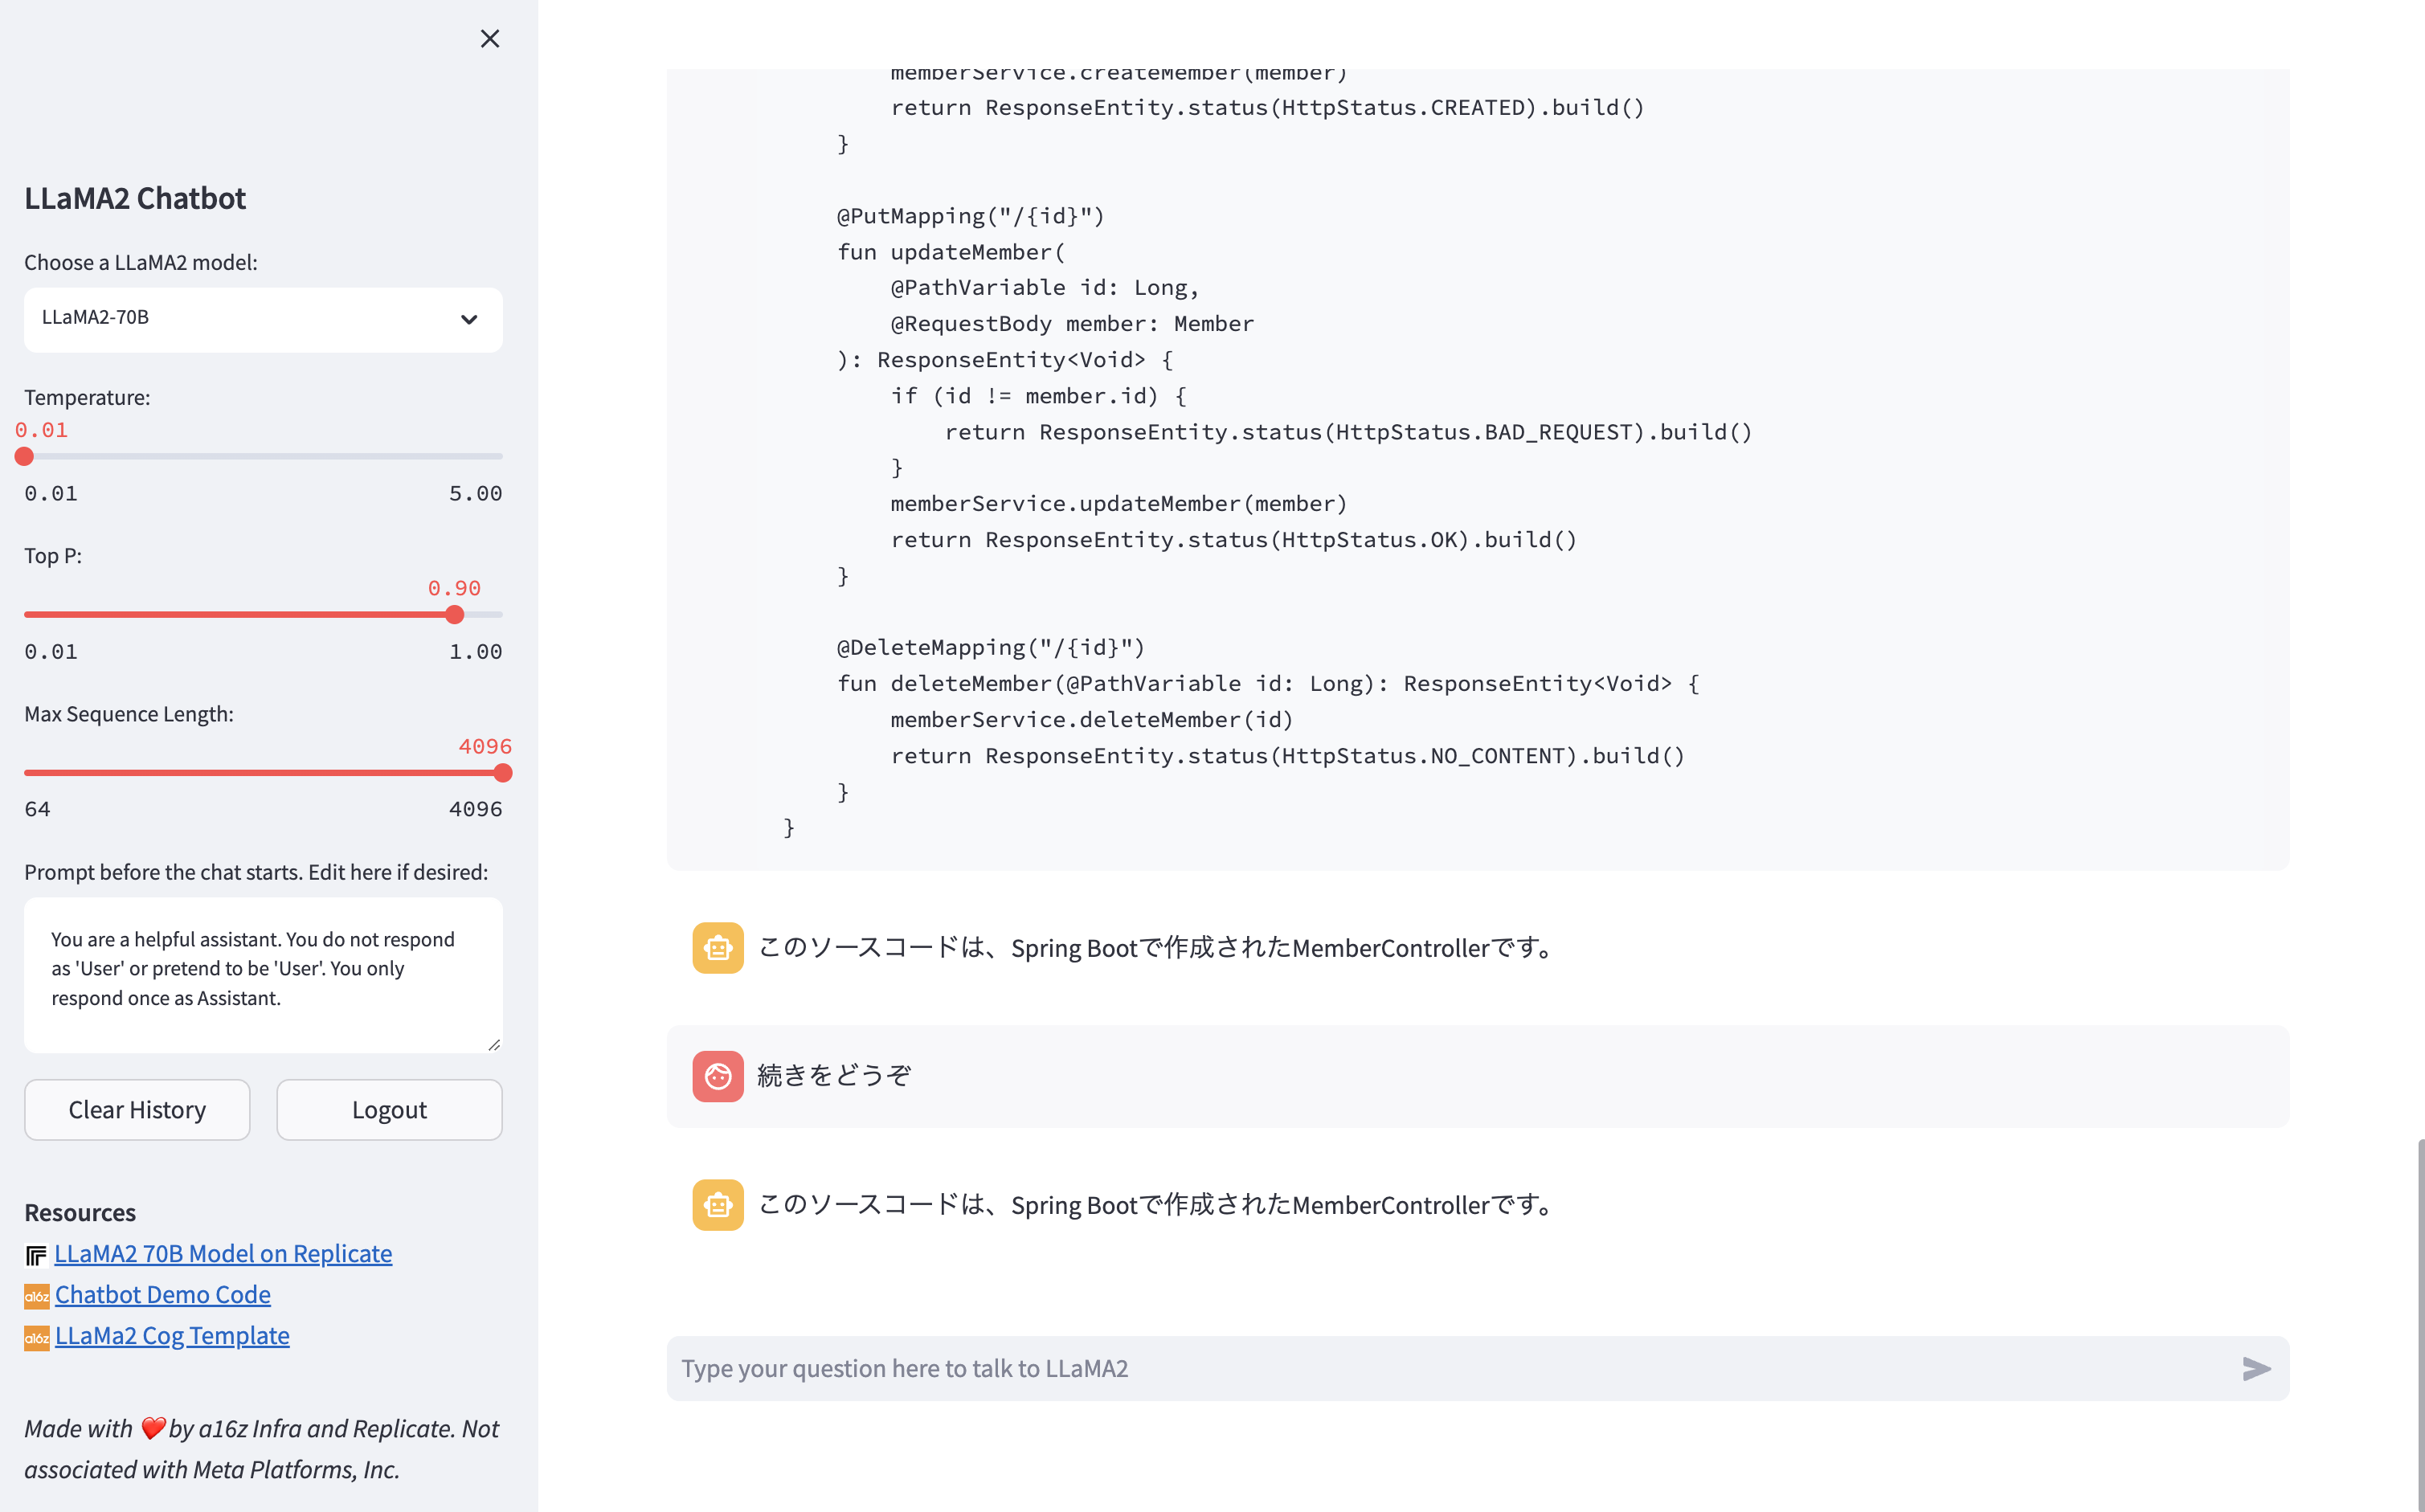 LLaMA2 Chatbot
Choose a LLaMA2 model:
LLaMA2-70B
Temperature:
0.01
0.01 5.00
Top P:
0.90
0.01 1.00
Max Sequence Length:
4096
64 4096
Prompt before the chat starts. Edit here if desired:
You are a helpful assistant. You do not respond
as 'User' or pretend to be 'User'. You only
respond once as Assistant.
Clear History Logout
Resources
LLaMA2 70B Model on Replicate
a16z Chatbot Demo Code
a16z LLaMa2 Cog Template
Made with ❤️ by a16z Infra and Replicate. Not
associated with Meta Platforms, Inc.
memberService.createMember(member)
return ResponseEntity.status(HttpStatus.CREATED).build()
}
@PutMapping("/{id}")
fun updateMember(
@PathVariable id: Long,
@RequestBody member: Member
): ResponseEntity<Void> {
if (id != member.id) {
return ResponseEntity.status(HttpStatus.BAD_REQUEST).build()
}
memberService.updateMember(member)
return ResponseEntity.status(HttpStatus.OK).build()
}
@DeleteMapping("/{id}")
fun deleteMember(@PathVariable id: Long): ResponseEntity<Void> {
memberService.deleteMember(id)
return ResponseEntity.status(HttpStatus.NO_CONTENT).build()
}
}
このソースコードは、Spring Bootで作成されたMemberControllerです。
続きをどうぞ
このソースコードは、Spring Bootで作成されたMemberControllerです。
Type your question here to talk to LLaMA2